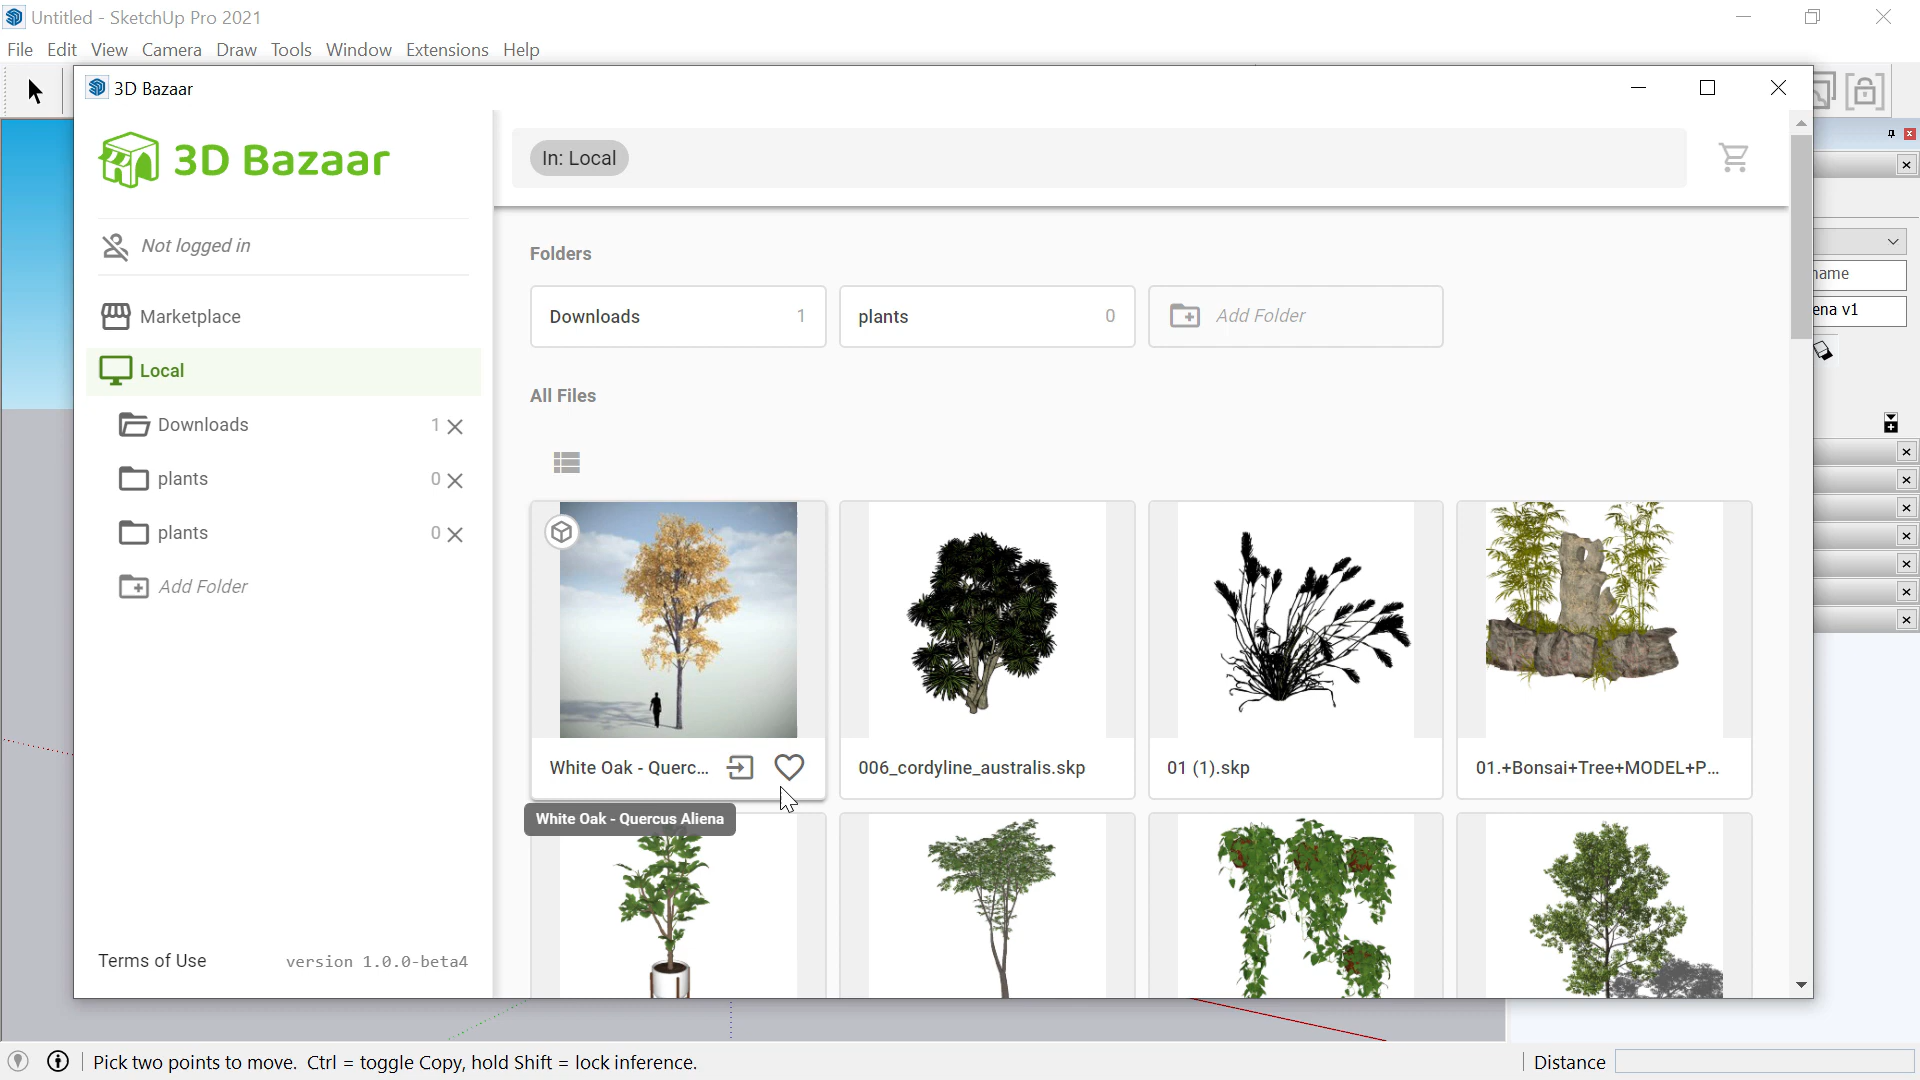 Untitled - SketchUp Pro 2021
File Edit View Camera Draw Tools Window Extensions Help
3D Bazaar
3D Bazaar
In: Local
Not logged in
Marketplace
Local
Downloads 1
plants 0
plants 0
Add Folder
Folders
Downloads 1
plants 0
Add Folder
All Files
White Oak - Querc...
006_cordyline_australis.skp
01 (1).skp
01.+Bonsai+Tree+MODEL+P...
White Oak - Quercus Aliena
ena v1
Terms of Use
version 1.0.0-beta4
Pick two points to move. Ctrl = toggle Copy, hold Shift = lock inference.
Distance